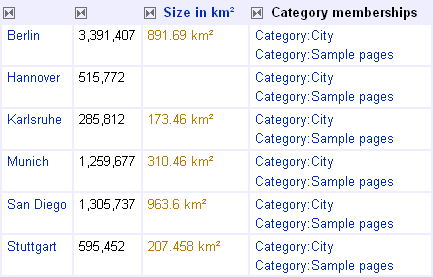 Size in km² Category memberships
Berlin 3,391,407 891.69 km² Category:City
Category:Sample pages
Hannover 515,772 Category:City
Category:Sample pages
Karlsruhe 285,812 173.46 km² Category:City
Category:Sample pages
Munich 1,259,677 310.46 km² Category:City
Category:Sample pages
San Diego 1,305,737 963.6 km² Category:City
Category:Sample pages
Stuttgart 595,452 207.458 km² Category:City
Category:Sample pages